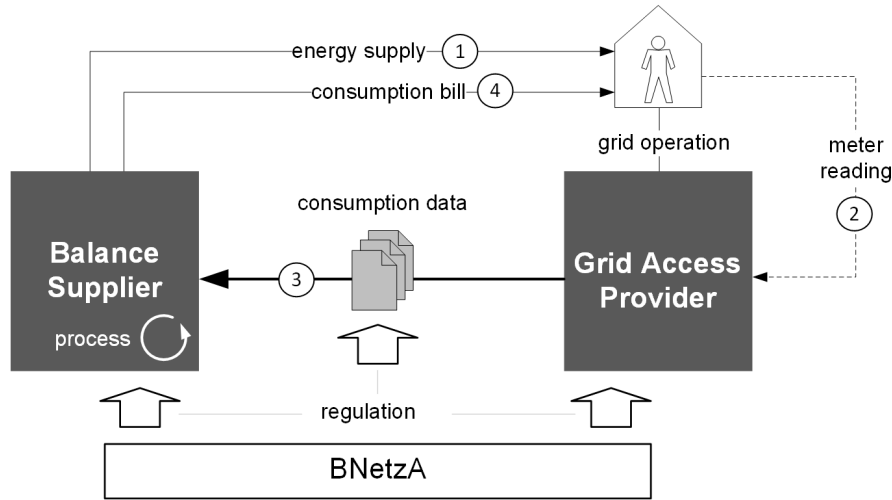 energy supply 1
consumption bill 4
grid operation
meter
reading
2
consumption data
Balance
Supplier
process
3
Grid Access
Provider
regulation
BNetzA